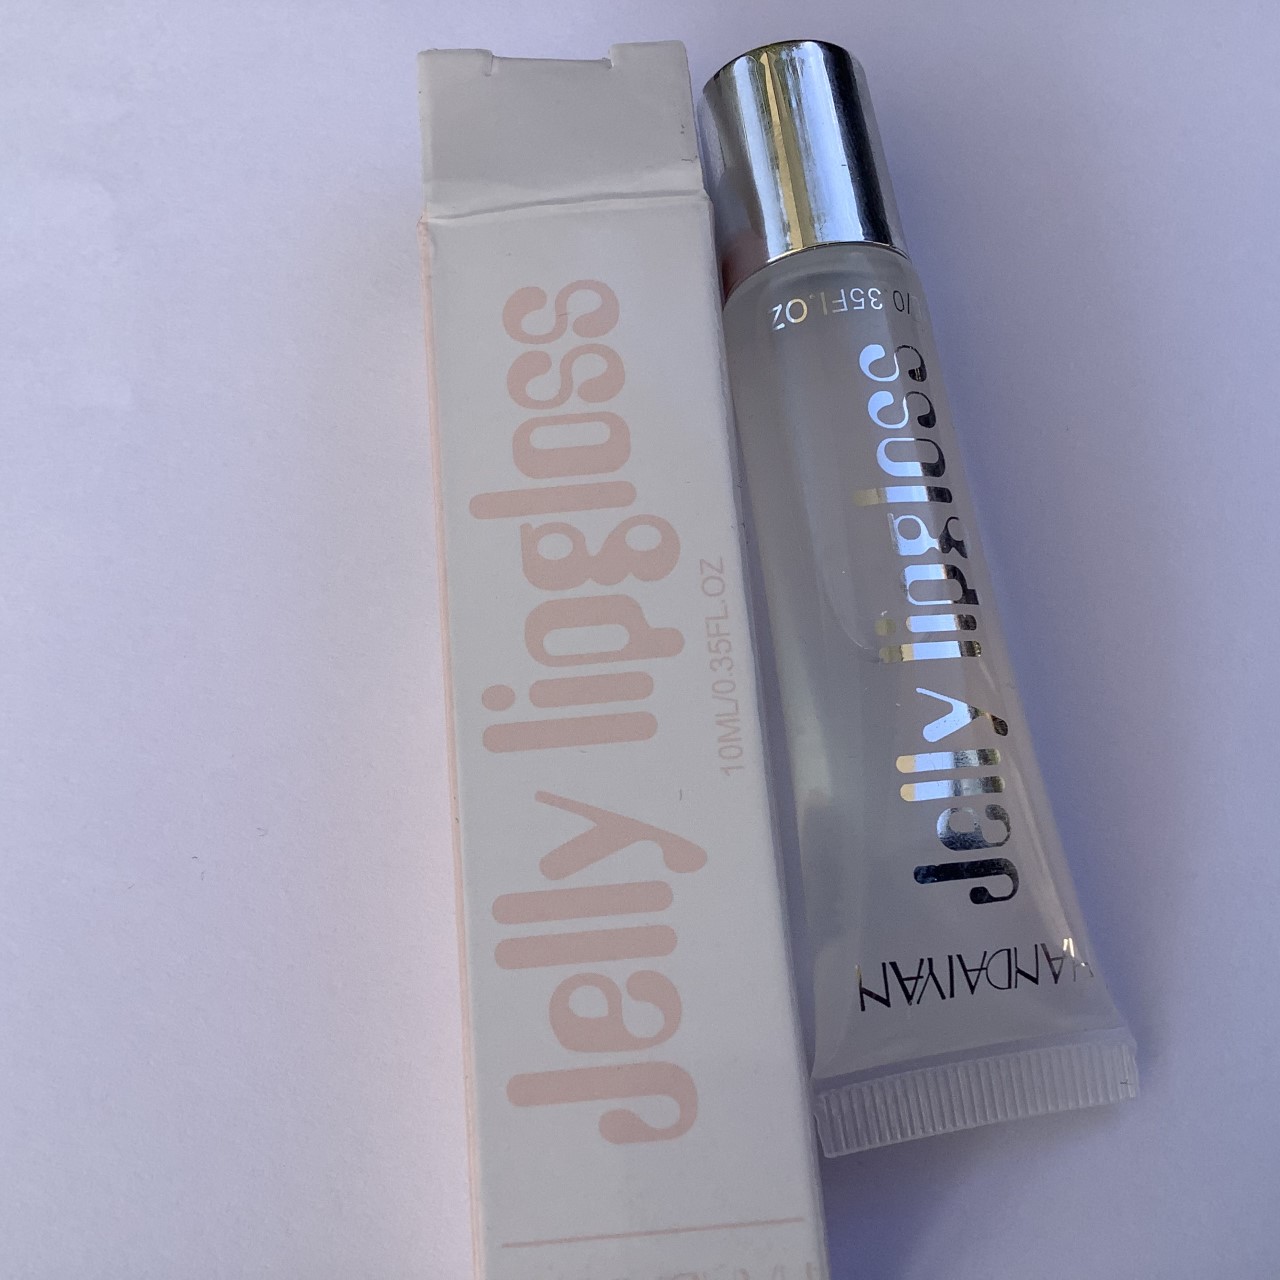 Jelly lipgloss
10ML/0.35FL.OZ
/0.35Fl.OZ
Jelly lipgloss
HANDAIYAN